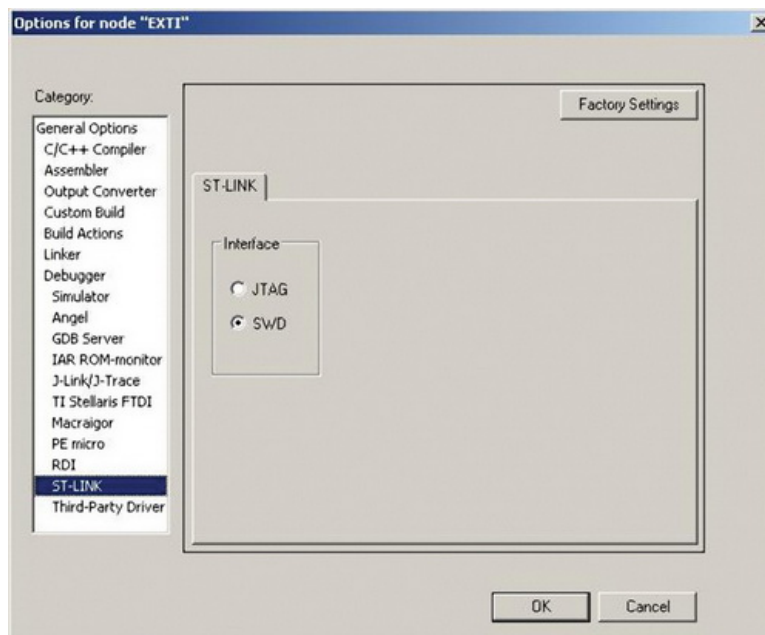 Options for node "EXTI"
Category:
Factory Settings
General Options
C/C++ Compiler
Assembler
Output Converter
Custom Build
Build Actions
Linker
Debugger
Simulator
Angel
GDB Server
IAR ROM-monitor
J-Link/J-Trace
TI Stellaris FTDI
Macraigor
PE micro
RDI
ST-LINK
Third-Party Driver
ST-LINK
Interface
JTAG
SWD
OK
Cancel